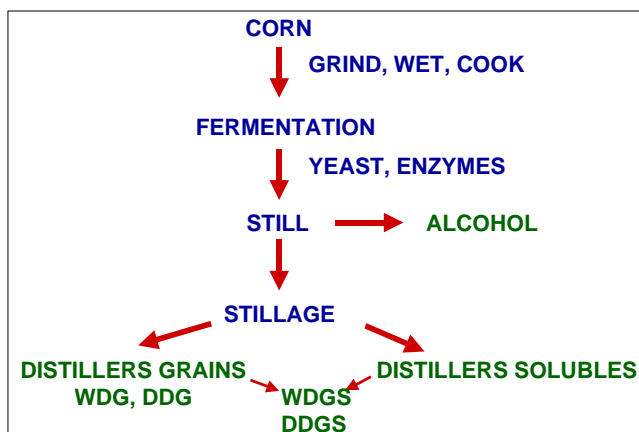 CORN
GRIND, WET, COOK
FERMENTATION
YEAST, ENZYMES
STILL
ALCOHOL
STILLAGE
DISTILLERS GRAINS
WDG, DDG
DISTILLERS SOLUBLES
WDGS
DDGS